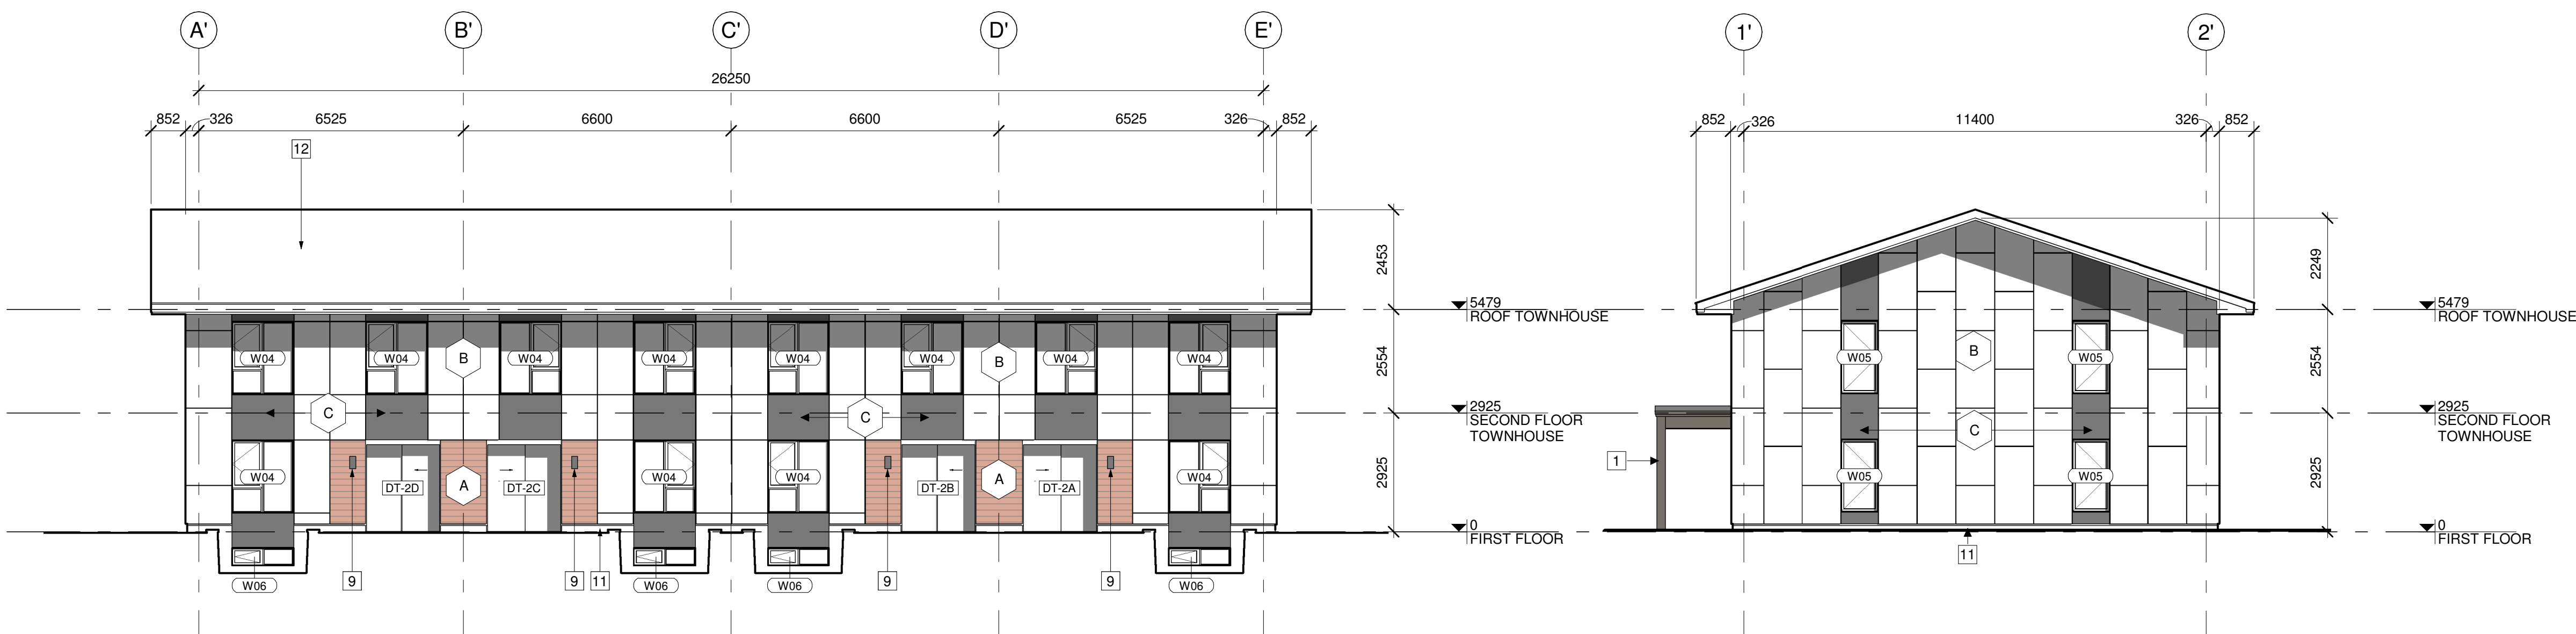 A' B' C' D' E' 1' 2'
26250
852 326 6525 6600 6600 6525 326 852 852 326 11400 326 852
12
2453
2249
5479
ROOF TOWNHOUSE
5479
ROOF TOWNHOUSE
W04 W04 B W04 W04 W04 W04 B W04 W04
W05 B W05
2554
2554
C C
2925
SECOND FLOOR
TOWNHOUSE
C
2925
SECOND FLOOR
TOWNHOUSE
1
W04 DT-2D A DT-2C W04 W04 DT-2B A DT-2A W04
W05 W05
2925
2925
0
FIRST FLOOR
0
FIRST FLOOR
11
W06 9 9 11 W06 W06 9 9 W06